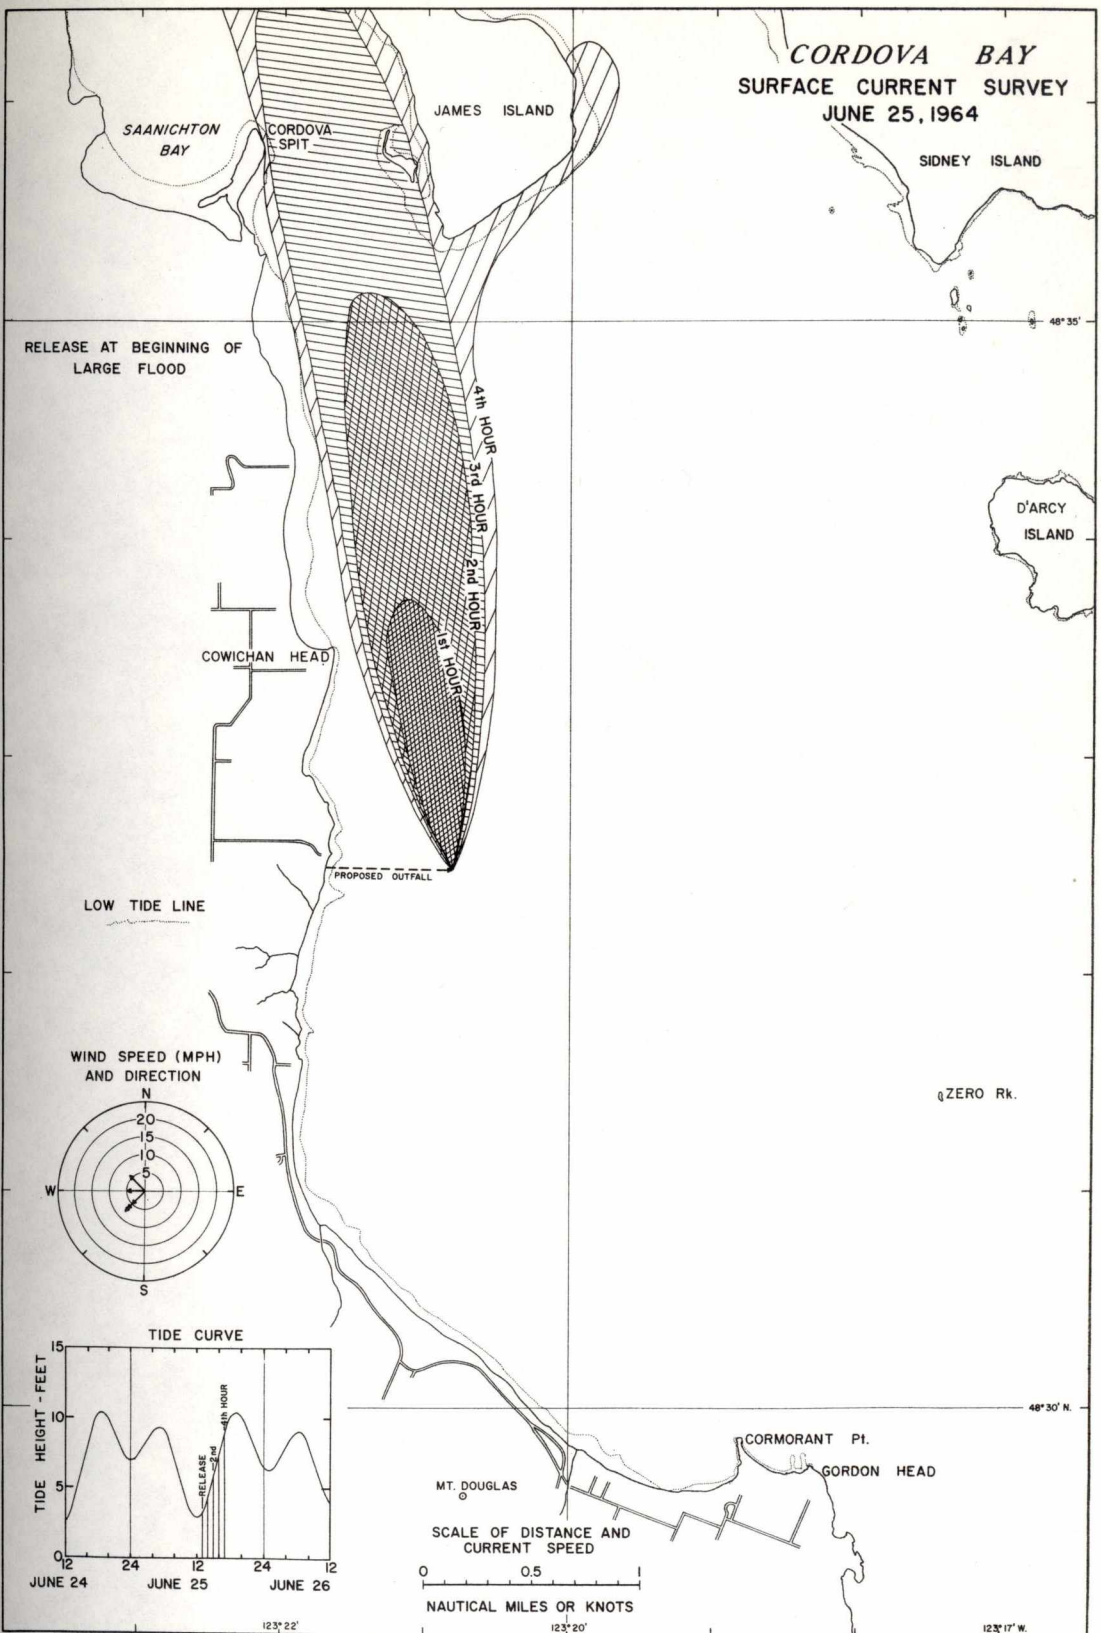 CORDOVA BAY
SURFACE CURRENT SURVEY
JUNE 25, 1964
JAMES ISLAND
SAANICHTON
BAY
CORDOVA
SPIT
SIDNEY ISLAND
48° 35'
RELEASE AT BEGINNING OF
LARGE FLOOD
4th HOUR
3rd HOUR
2nd HOUR
1st HOUR
D'ARCY
ISLAND
COWICHAN HEAD
PROPOSED OUTFALL
LOW TIDE LINE
WIND SPEED (MPH)
AND DIRECTION
N
20
15
10
5
W
E
S
ZERO Rk.
TIDE CURVE
TIDE HEIGHT - FEET
15
10
5
0
RELEASE
2nd
4th HOUR
12
24
12
24
12
JUNE 24
JUNE 25
JUNE 26
48° 30' N.
CORMORANT Pt.
GORDON HEAD
MT. DOUGLAS
SCALE OF DISTANCE AND
CURRENT SPEED
0
0.5
1
NAUTICAL MILES OR KNOTS
123° 22'
123° 20'
123° 17' W.